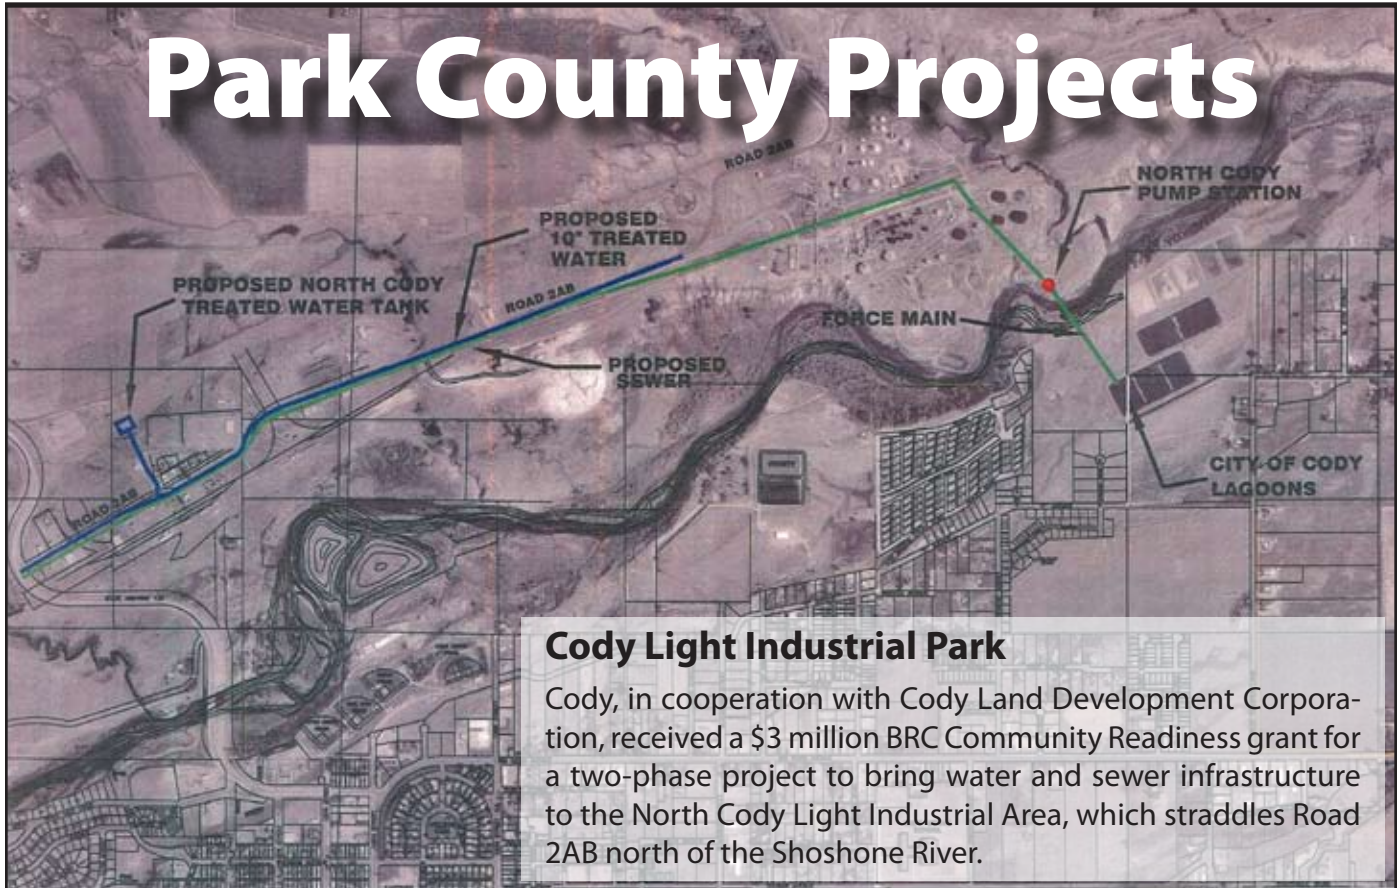 Park County Projects
ROAD 2AB
NORTH CODY
PUMP STATION
PROPOSED
10" TREATED
WATER
PROPOSED NORTH CODY
TREATED WATER TANK
ROAD 2AB
FORCE MAIN
PROPOSED
SEWER
CITY OF CODY
LAGOONS
ROAD 2AB
Cody Light Industrial Park
Cody, in cooperation with Cody Land Development Corpora-
tion, received a $3 million BRC Community Readiness grant for
a two-phase project to bring water and sewer infrastructure
to the North Cody Light Industrial Area, which straddles Road
2AB north of the Shoshone River.